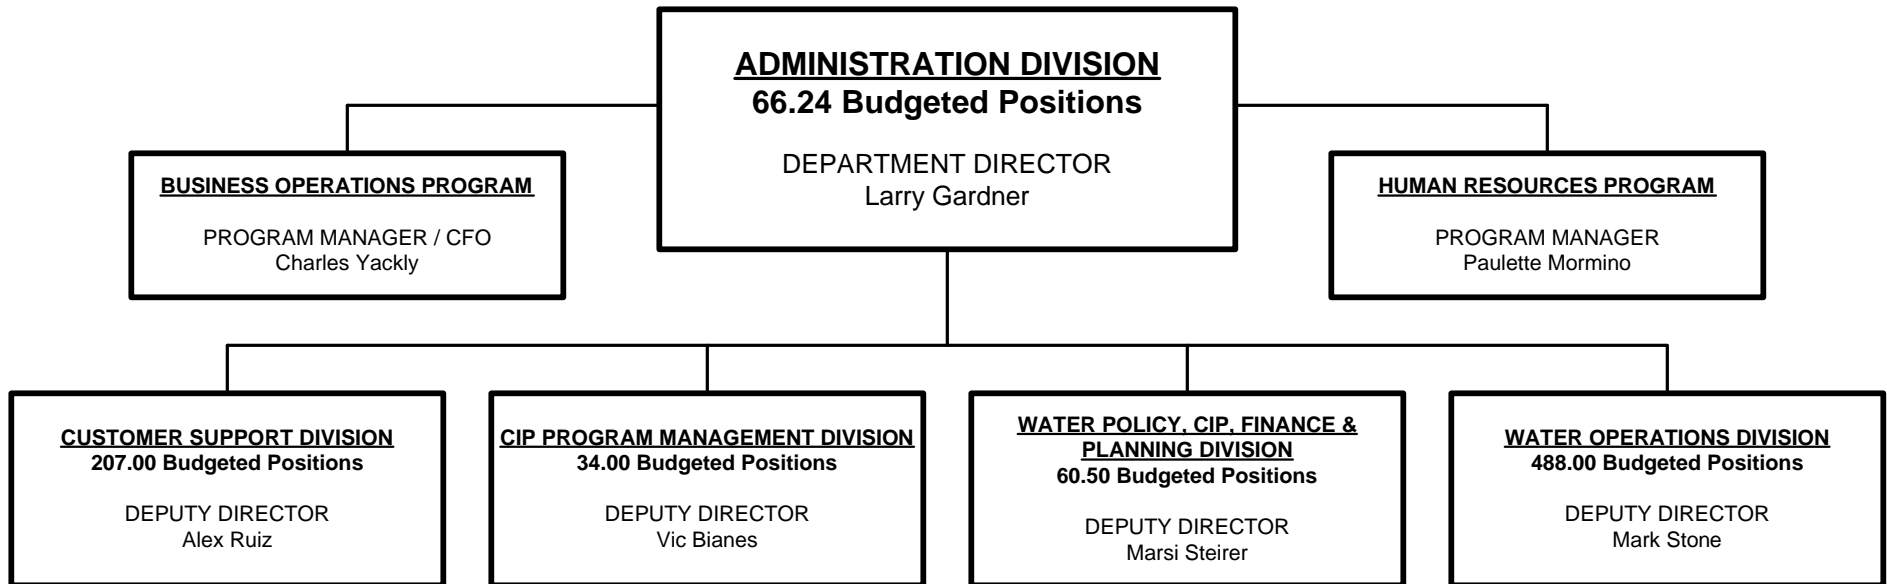 ADMINISTRATION DIVISION
66.24 Budgeted Positions
DEPARTMENT DIRECTOR
Larry Gardner
BUSINESS OPERATIONS PROGRAM
PROGRAM MANAGER / CFO
Charles Yackly
HUMAN RESOURCES PROGRAM
PROGRAM MANAGER
Paulette Mormino
CUSTOMER SUPPORT DIVISION
207.00 Budgeted Positions
DEPUTY DIRECTOR
Alex Ruiz
CIP PROGRAM MANAGEMENT DIVISION
34.00 Budgeted Positions
DEPUTY DIRECTOR
Vic Bianes
WATER POLICY, CIP, FINANCE &
PLANNING DIVISION
60.50 Budgeted Positions
DEPUTY DIRECTOR
Marsi Steirer
WATER OPERATIONS DIVISION
488.00 Budgeted Positions
DEPUTY DIRECTOR
Mark Stone